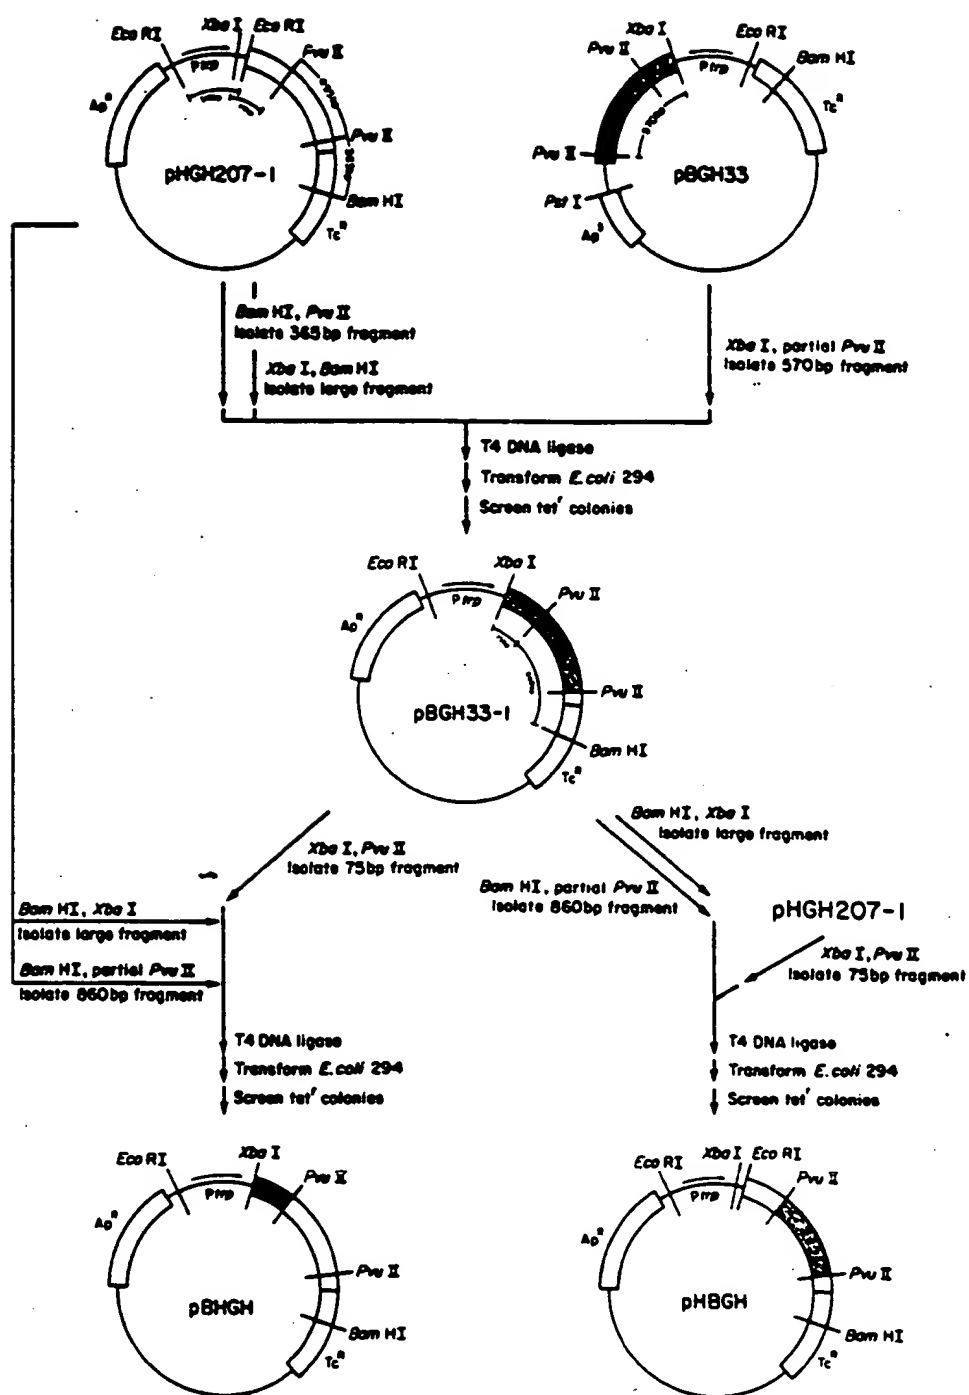 Eco RI
Xba I
Eco RI
Pvu II
Ptrp
Ap^R
Pvu II
pHGH207-1
Bam HI
Tc^R
Xba I
Eco RI
Pvu II
Ptrp
Bam HI
Tc^R
Pvu II
pBGH33
Pst I
Ap^S
Bam HI, Pvu II
Isolate 365bp fragment
Xba I, Bam HI
Isolate large fragment
Xba I, partial Pvu II
Isolate 570bp fragment
T4 DNA ligase
Transform E.coli 294
Screen tet^r colonies
Eco RI
Xba I
Ptrp
Pvu II
Ap^R
Pvu II
pBGH33-1
Bam HI
Tc^R
Xba I, Pvu II
Isolate 75bp fragment
Bam HI, Xba I
Isolate large fragment
Bam HI, partial Pvu II
Isolate 860bp fragment
pHGH207-1
Xba I, Pvu II
Isolate 75bp fragment
Bam HI, Xba I
Isolate large fragment
Bam HI, partial Pvu II
Isolate 860bp fragment
T4 DNA ligase
Transform E.coli 294
Screen tet^r colonies
T4 DNA ligase
Transform E.coli 294
Screen tet^r colonies
Eco RI
Xba I
Ptrp
Pvu II
Ap^R
Pvu II
pBHGH
Bam HI
Tc^R
Eco RI
Xba I
Eco RI
Ptrp
Pvu II
Ap^R
Pvu II
pHBGH
Bam HI
Tc^R